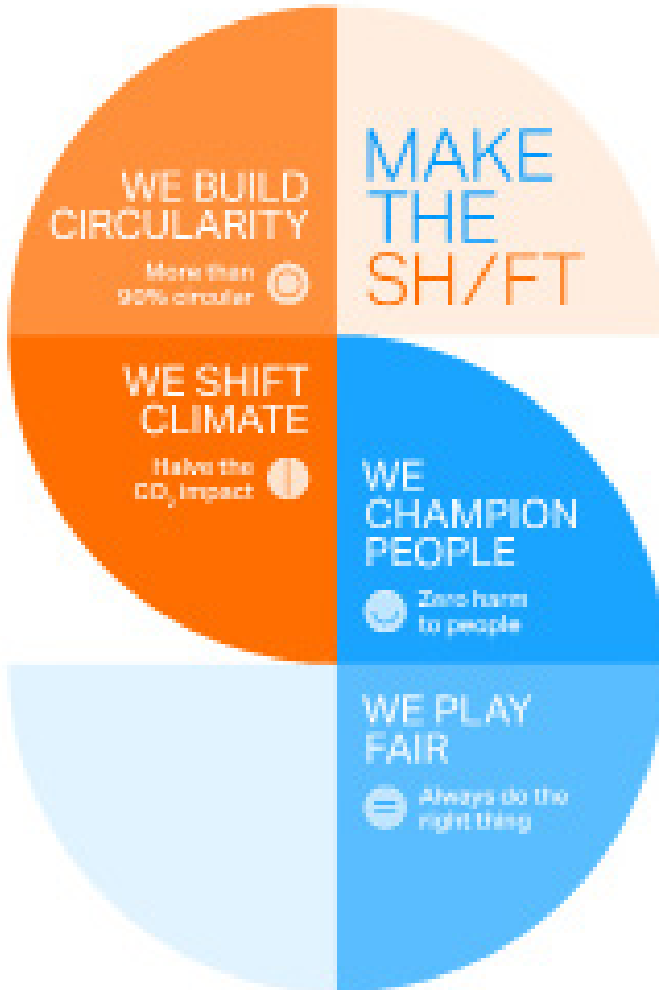 MAKE
THE
SH/FT
WE BUILD
CIRCULARITY
More than
90% circular
WE SHIFT
CLIMATE
Halve the
CO₂ impact
WE
CHAMPION
PEOPLE
Zero harm
to people
WE PLAY
FAIR
Always do the
right thing